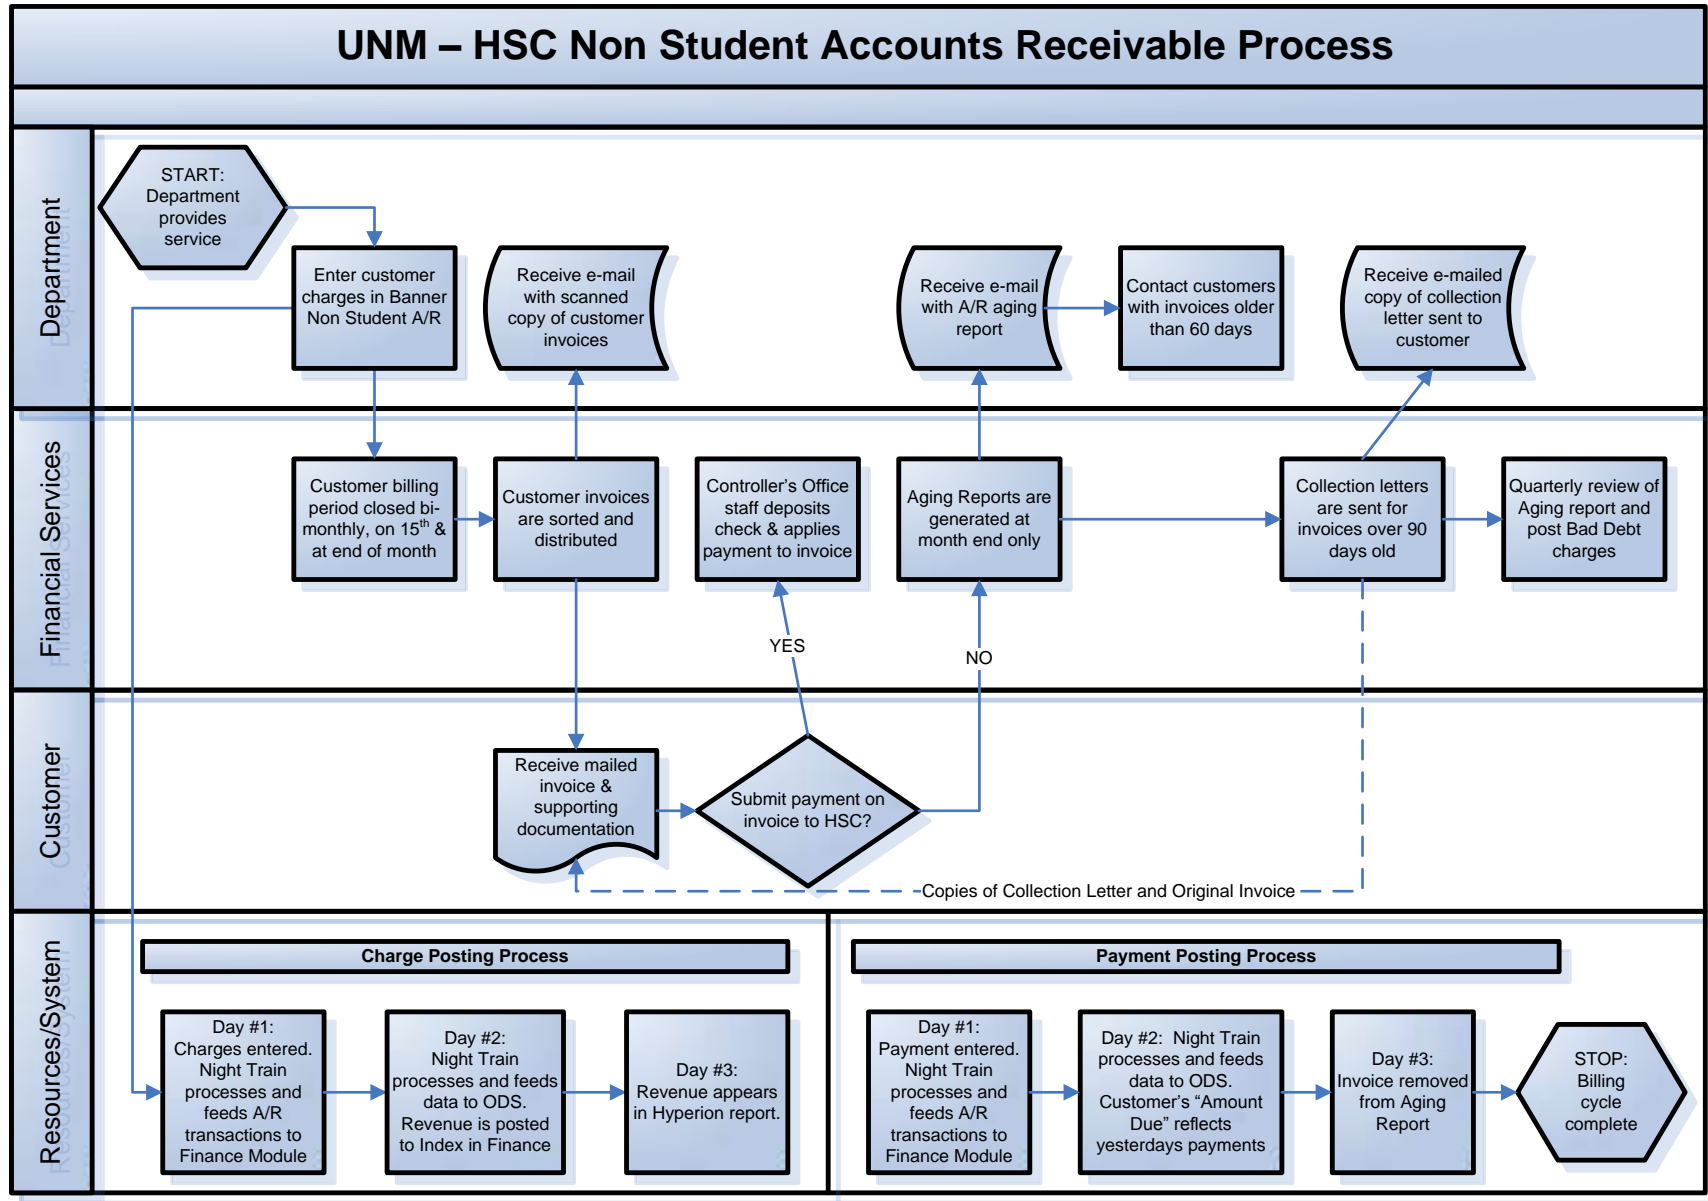 UNM – HSC Non Student Accounts Receivable Process
Department
START:
Department
provides
service
Enter customer
charges in Banner
Non Student A/R
Receive e-mail
with scanned
copy of customer
invoices
Receive e-mail
with A/R aging
report
Contact customers
with invoices older
than 60 days
Receive e-mailed
copy of collection
letter sent to
customer
Financial Services
Customer billing
period closed bi-
monthly, on 15th &
at end of month
Customer invoices
are sorted and
distributed
Controller's Office
staff deposits
check & applies
payment to invoice
Aging Reports are
generated at
month end only
Collection letters
are sent for
invoices over 90
days old
Quarterly review of
Aging report and
post Bad Debt
charges
YES
NO
Customer
Receive mailed
invoice &
supporting
documentation
Submit payment on
invoice to HSC?
Copies of Collection Letter and Original Invoice
Resources/System
Charge Posting Process
Day #1:
Charges entered.
Night Train
processes and
feeds A/R
transactions to
Finance Module
Day #2:
Night Train
processes and feeds
data to ODS.
Revenue is posted
to Index in Finance
Day #3:
Revenue appears
in Hyperion report.
Payment Posting Process
Day #1:
Payment entered.
Night Train
processes and
feeds A/R
transactions to
Finance Module
Day #2:  Night Train
processes and feeds
data to ODS.
Customer's “Amount
Due” reflects
yesterdays payments
Day #3:
Invoice removed
from Aging
Report
STOP:
Billing
cycle
complete